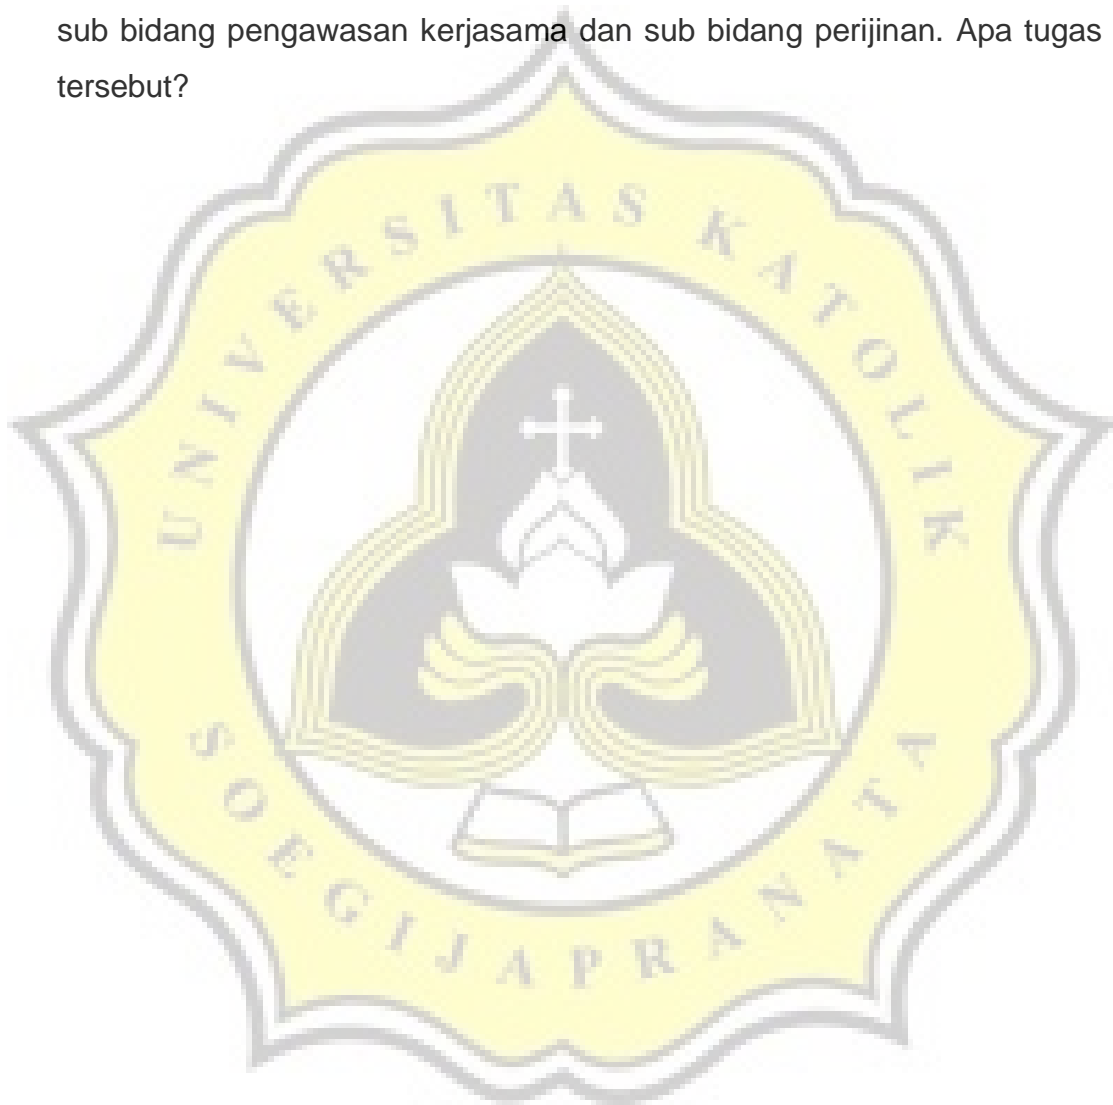 sub bidang pengawasan kerjasama dan sub bidang perijinan. Apa tugas
tersebut?
UNIVERSITAS KATOLIK
SOEGIJAPRANATA